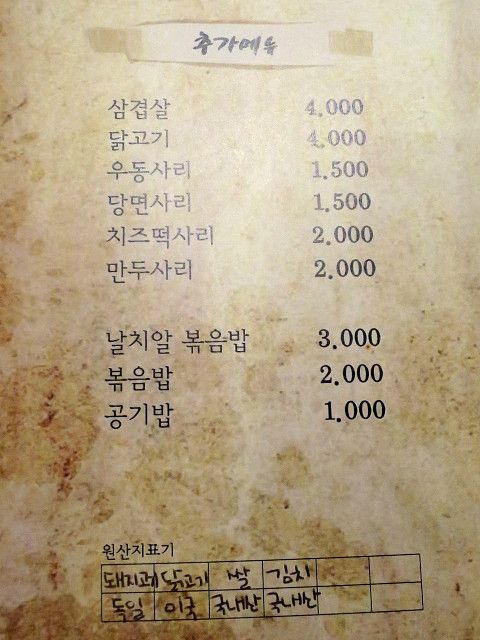 추가메뉴
삼겹살 4.000
닭고기 4.000
우동사리 1.500
당면사리 1.500
치즈떡사리 2.000
만두사리 2.000
날치알 볶음밥 3.000
볶음밥 2.000
공기밥 1.000
원산지표기
돼지고기 닭고기 쌀 김치
독일 미국 국내산 국내산